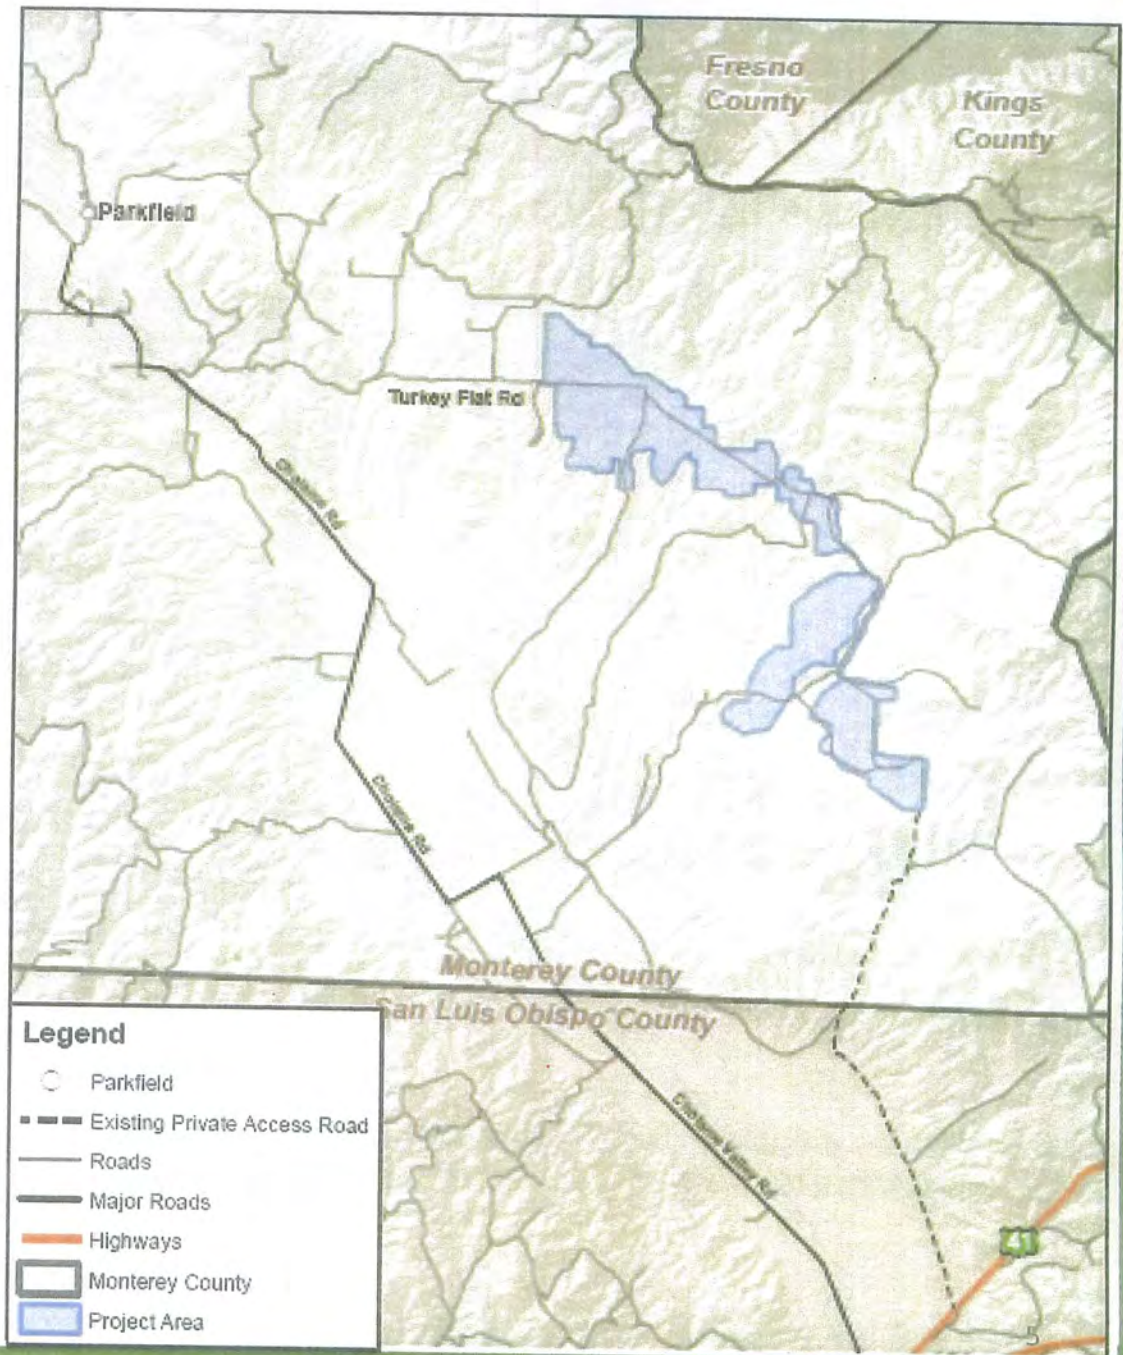 Fresno
County
Kings
County
Parkfield
Turkey Flat Rd
Cholame Rd
Cholame Rd
Monterey County
San Luis Obispo County
Cholame Valley Rd
41
5
Legend
Parkfield
Existing Private Access Road
Roads
Major Roads
Highways
Monterey County
Project Area